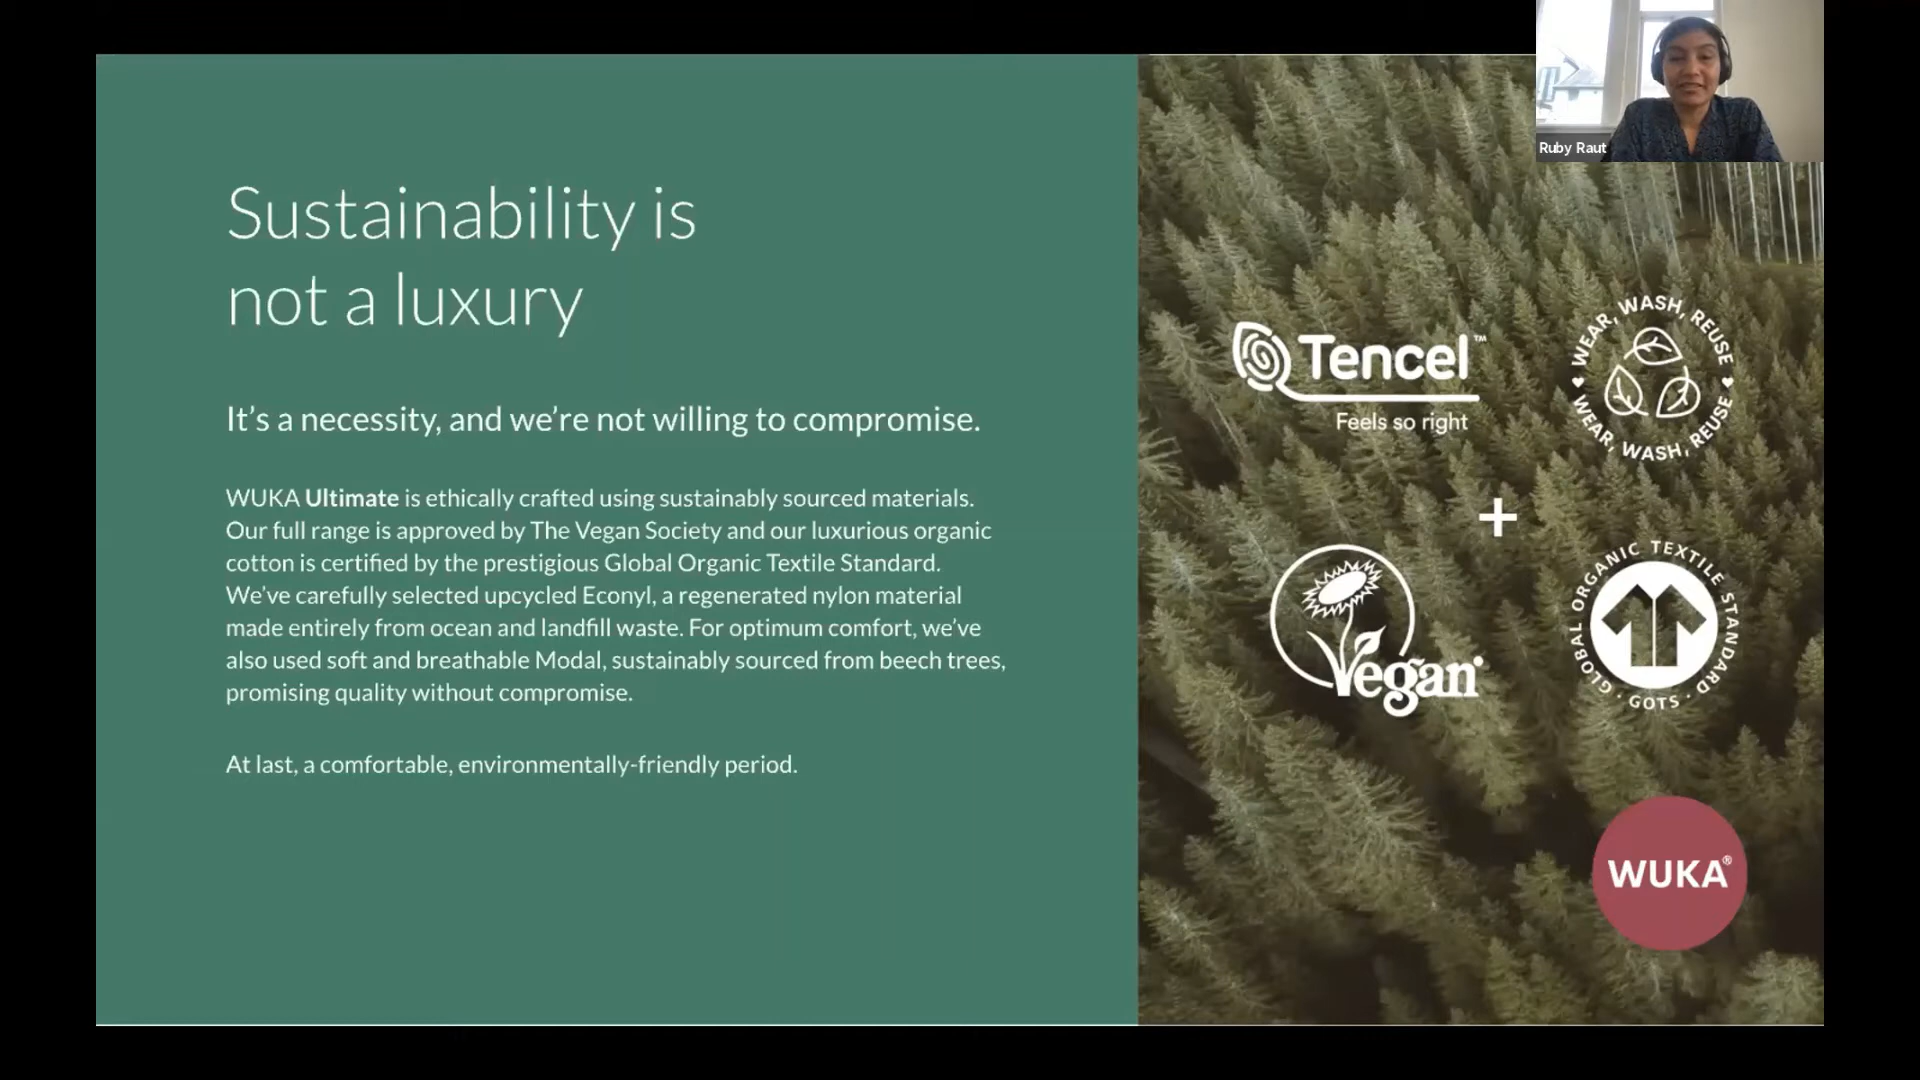 Ruby Raut
Sustainability is
not a luxury
It’s a necessity, and we’re not willing to compromise.
WUKA Ultimate is ethically crafted using sustainably sourced materials.
Our full range is approved by The Vegan Society and our luxurious organic
cotton is certified by the prestigious Global Organic Textile Standard.
We’ve carefully selected upcycled Econyl, a regenerated nylon material
made entirely from ocean and landfill waste. For optimum comfort, we’ve
also used soft and breathable Modal, sustainably sourced from beech trees,
promising quality without compromise.
At last, a comfortable, environmentally-friendly period.
Tencel™
Feels so right
WEAR, WASH, REUSE
WEAR, WASH, REUSE
+
Vegan
GLOBAL ORGANIC TEXTILE STANDARD
· GOTS ·
WUKA®